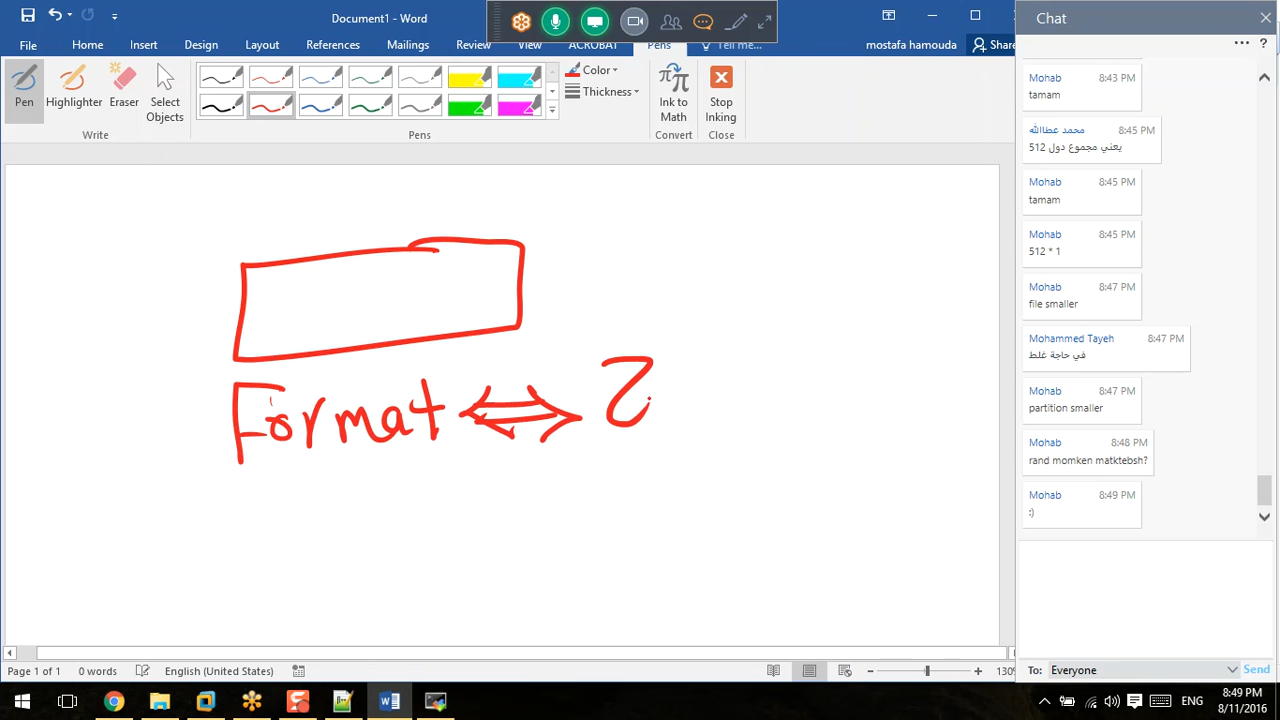 Document1 - Word
Chat
File
Home
Insert
Design
Layout
References
Mailings
Review
View
ACROBAT
Pens
Tell me...
mostafa hamouda
Share
Pen
Highlighter
Eraser
Select
Objects
Color
Thickness
Ink to
Math
Stop
Inking
Write
Pens
Convert
Close
Format
Mohab 8:43 PM
tamam
محمد عطاالله 8:45 PM
يعني مجموع دول 512
Mohab 8:45 PM
tamam
Mohab 8:45 PM
512 * 1
Mohab 8:47 PM
file smaller
Mohammed Tayeh 8:47 PM
في حاجة غلط
Mohab 8:47 PM
partition smaller
Mohab 8:48 PM
rand momken matktebsh?
Mohab 8:49 PM
:)
To: Everyone Send
Page 1 of 1 0 words English (United States)
ENG
8:49 PM
8/11/2016